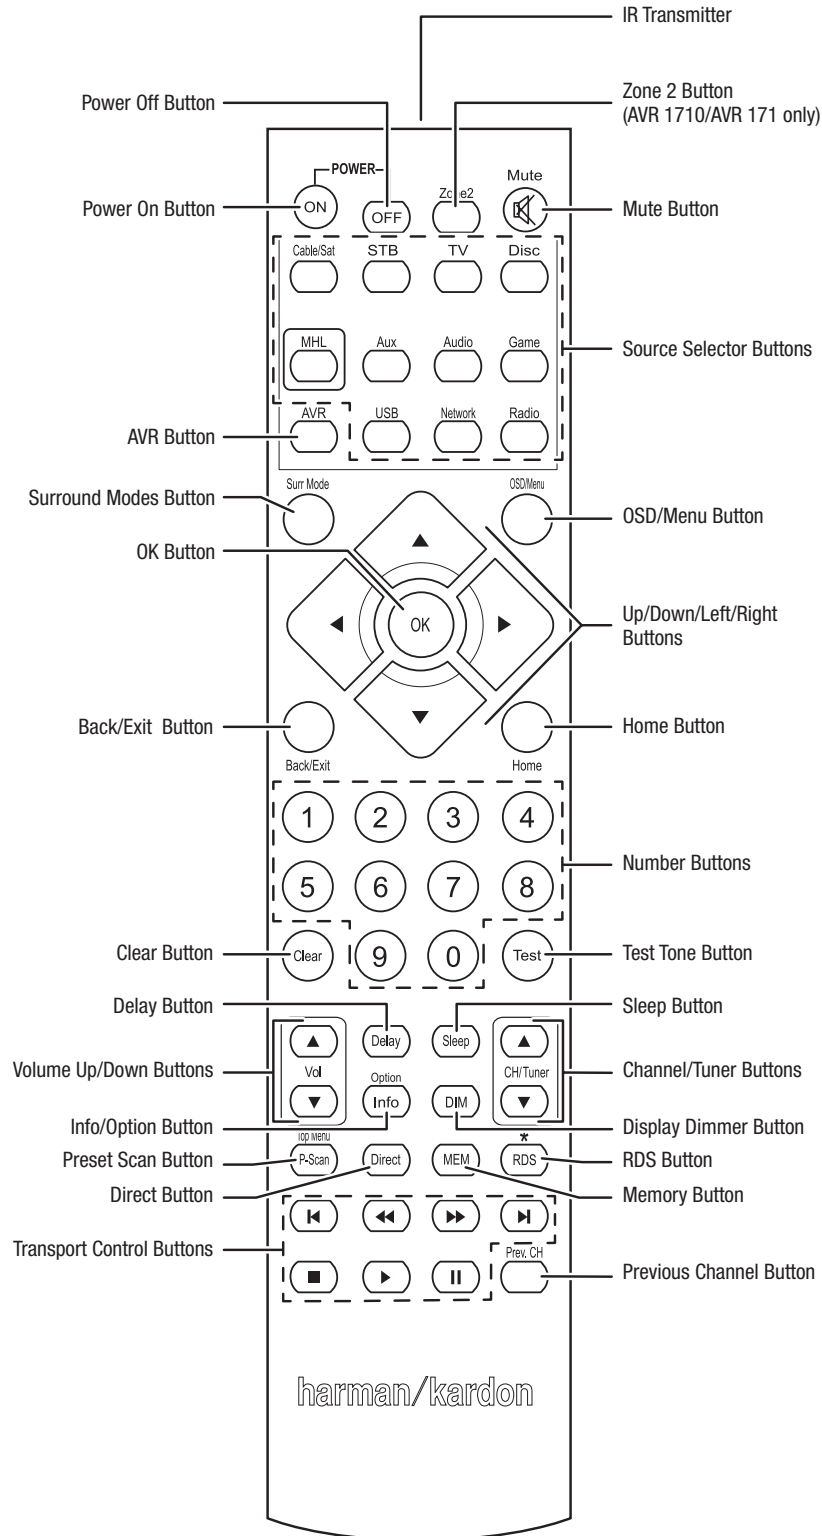 IR Transmitter
Power Off Button
Zone 2 Button
(AVR 1710/AVR 171 only)
POWER
Mute
Power On Button
ON
OFF
Zone2
Mute Button
Cable/Sat STB TV Disc
MHL Aux Audio Game
Source Selector Buttons
AVR USB Network Radio
AVR Button
Surr Mode
OSD/Menu
Surround Modes Button
OSD/Menu Button
OK Button
OK
Up/Down/Left/Right
Buttons
Back/Exit Button
Home Button
Back/Exit
Home
1 2 3 4
Number Buttons
5 6 7 8
Clear Button
Clear 9 0 Test
Test Tone Button
Delay Button
Sleep Button
Delay Sleep
Volume Up/Down Buttons
Vol
CH/Tuner
Channel/Tuner Buttons
Option
Info DIM
Info/Option Button
Display Dimmer Button
Top Menu
*
Preset Scan Button
P-Scan Direct MEM RDS
RDS Button
Direct Button
Memory Button
Transport Control Buttons
Prev. CH
Previous Channel Button
harman/kardon